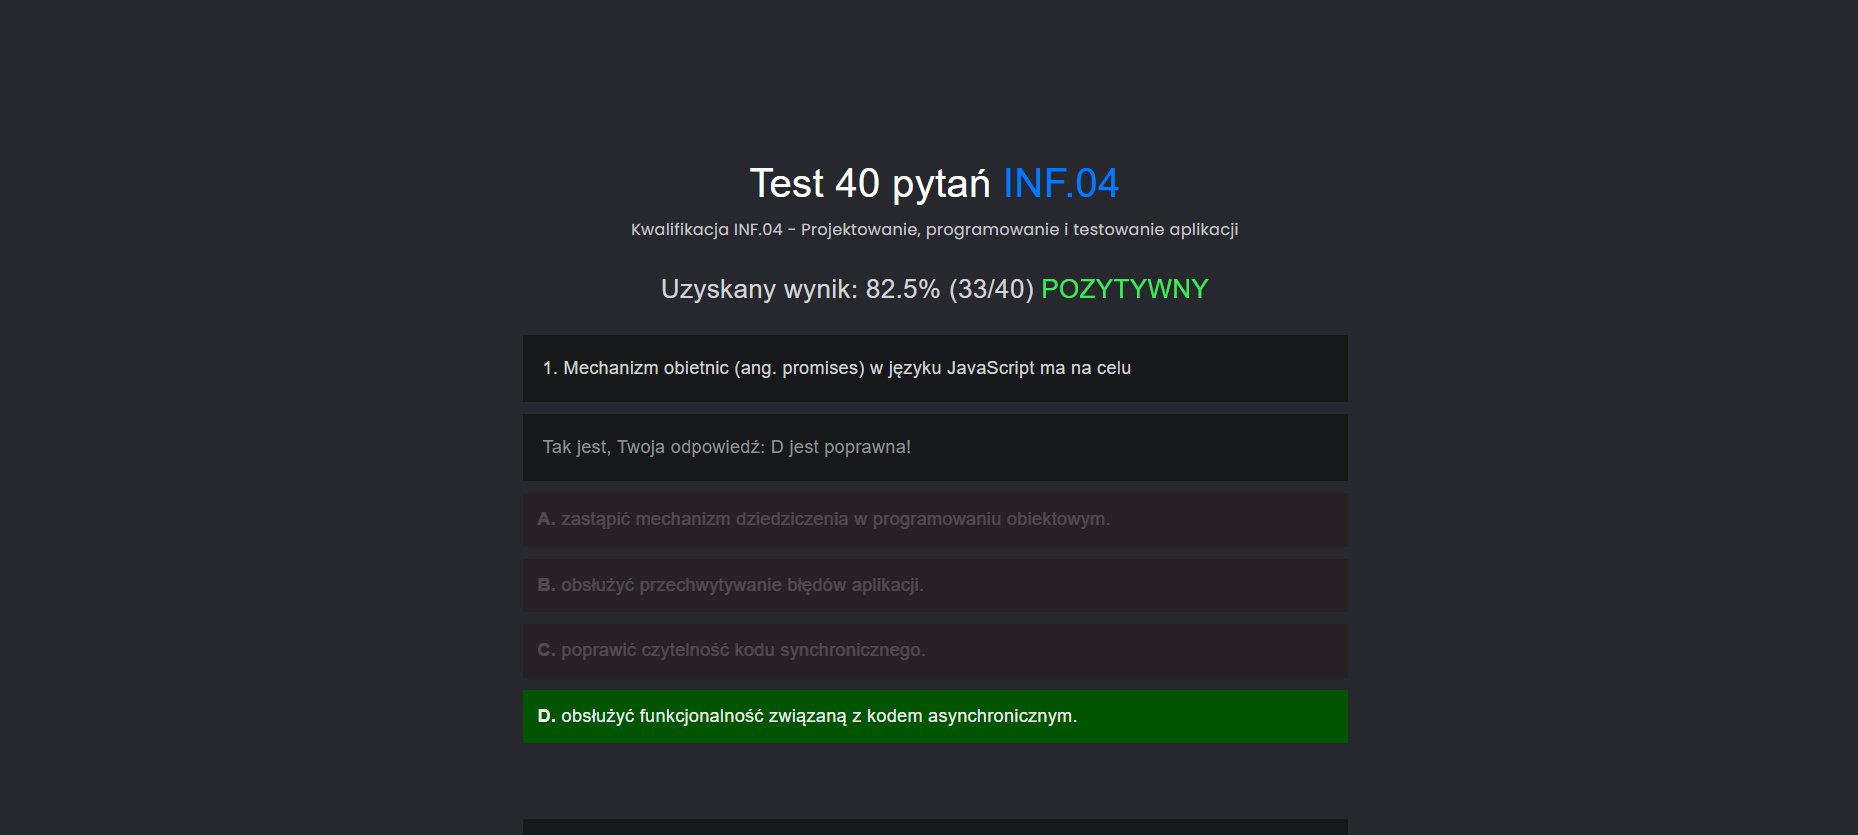 Test 40 pytań INF.04
Kwalifikacja INF.04 - Projektowanie, programowanie i testowanie aplikacji
Uzyskany wynik: 82.5% (33/40) POZYTYWNY
1. Mechanizm obietnic (ang. promises) w języku JavaScript ma na celu
Tak jest, Twoja odpowiedź: D jest poprawna!
A. zastąpić mechanizm dziedziczenia w programowaniu obiektowym.
B. obsłużyć przechwytywanie błędów aplikacji.
C. poprawić czytelność kodu synchronicznego.
D. obsłużyć funkcjonalność związaną z kodem asynchronicznym.